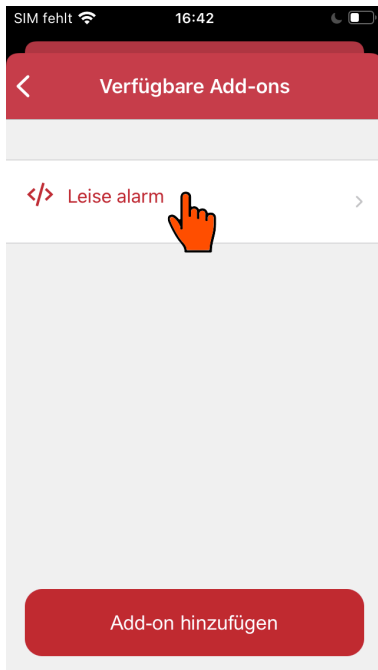 SIM fehlt 16:42
Verfügbare Add-ons
</> Leise alarm
Add-on hinzufügen